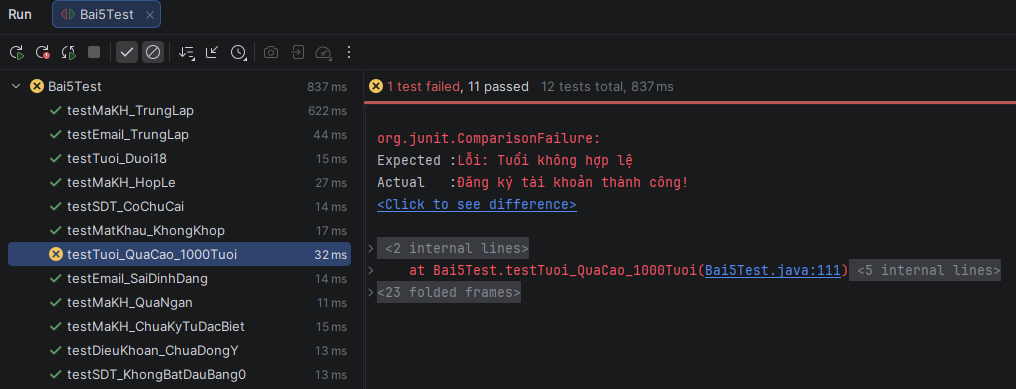 Run Bai5Test
Bai5Test 837 ms
1 test failed, 11 passed 12 tests total, 837 ms
testMaKH_TrungLap 622 ms
testEmail_TrungLap 44 ms
testTuoi_Duoi18 15 ms
testMaKH_HopLe 27 ms
testSDT_CoChuCai 14 ms
testMatKhau_KhongKhop 17 ms
testTuoi_QuaCao_1000Tuoi 32 ms
testEmail_SaiDinhDang 14 ms
testMaKH_QuaNgan 11 ms
testMaKH_ChuaKyTuDacBiet 15 ms
testDieuKhoan_ChuaDongY 13 ms
testSDT_KhongBatDauBang0 13 ms
org.junit.ComparisonFailure:
Expected :Lỗi: Tuổi không hợp lệ
Actual   :Đăng ký tài khoản thành công!
<Click to see difference>
<2 internal lines>
at Bai5Test.testTuoi_QuaCao_1000Tuoi(Bai5Test.java:111) <5 internal lines>
<23 folded frames>